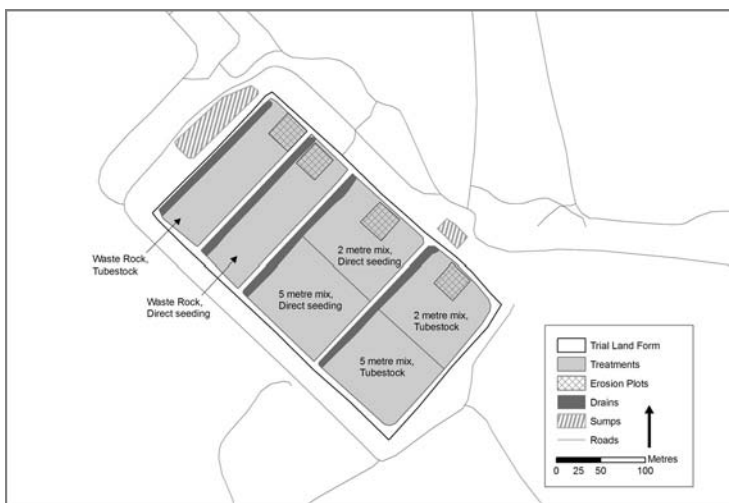 Waste Rock,
Tubestock
Waste Rock,
Direct seeding
2 metre mix,
Direct seeding
5 metre mix,
Direct seeding
2 metre mix,
Tubestock
5 metre mix,
Tubestock
Trial Land Form
Treatments
Erosion Plots
Drains
Sumps
Roads
Metres
0 25 50 100